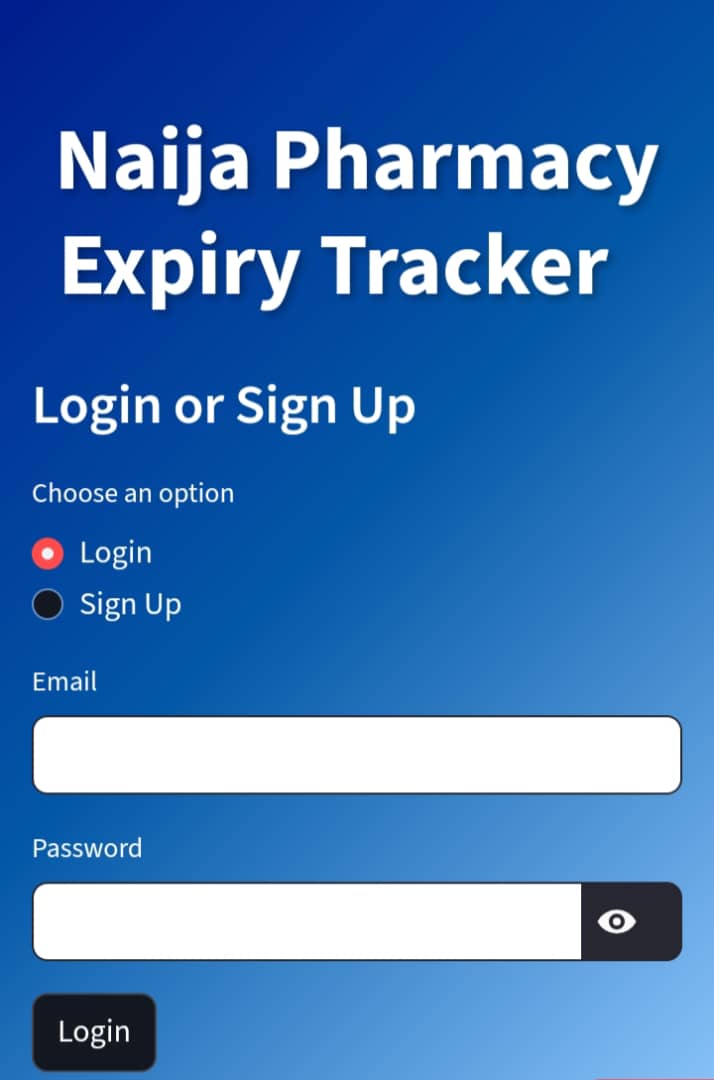 Naija Pharmacy
Expiry Tracker
Login or Sign Up
Choose an option
Login
Sign Up
Email
Password
Login